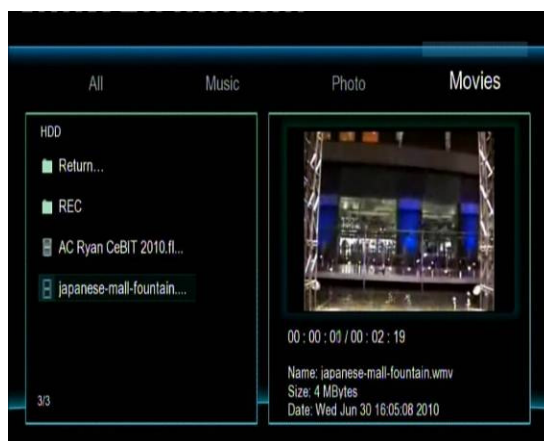 All
Music
Photo
Movies
HDD
Return...
REC
AC Ryan CeBIT 2010.fl...
japanese-mall-fountain....
3/3
00 : 00 : 01 / 00 : 02 : 19
Name: japanese-mall-fountain.wmv
Size: 4 MBytes
Date: Wed Jun 30 16:05:08 2010